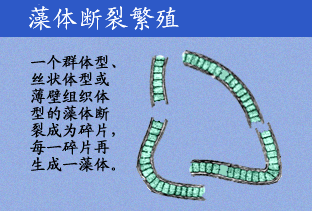 藻体断裂繁殖
一个群体型、
丝状体型或
薄壁组织体
型的藻体断
裂成为碎片，
每一碎片再
生成一藻体。